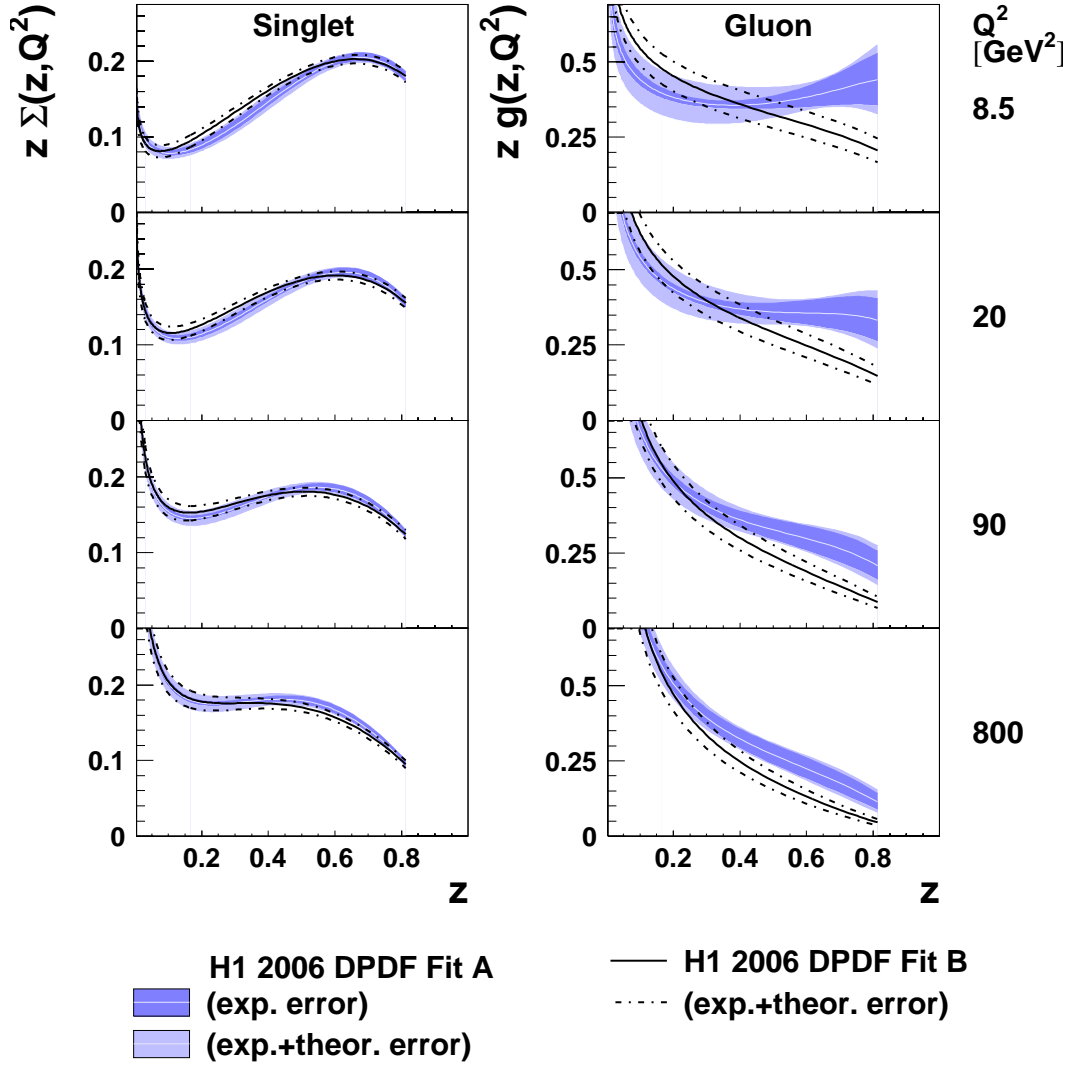 Singlet
Gluon
Q²
[GeV²]
z Σ(z,Q²)
z g(z,Q²)
0.2
0.1
0
0.5
0.25
8.5
0.2
0.1
0
0.5
0.25
20
0.2
0.1
0
0.5
0.25
90
0.2
0.1
0
0.5
0.25
800
0.2 0.4 0.6 0.8
0.2 0.4 0.6 0.8
z
z
H1 2006 DPDF Fit A
(exp. error)
(exp.+theor. error)
H1 2006 DPDF Fit B
(exp.+theor. error)